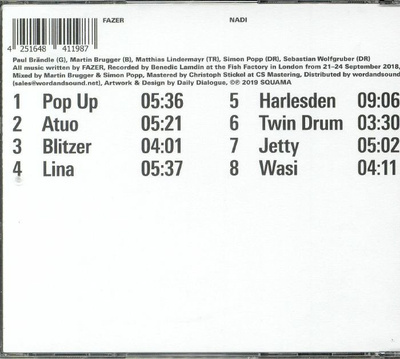 FAZER NADI
4 251648 411987
Paul Brändle (G), Martin Brugger (B), Matthias Lindermayr (TR), Simon Popp (DR), Sebastian Wolfgruber (DR)
All music written by FAZER, Recorded by Benedic Lamdin at the Fish Factory in London from 21–24 September 2018,
Mixed by Martin Brugger & Simon Popp, Mastered by Christoph Stickel at CS Mastering, Distributed by wordandsound
(sales@wordandsound.net), Artwork & Design by Daily Dialogue, ℗© 2019 SQUAMA
1 Pop Up 05:36
2 Atuo 05:21
3 Blitzer 04:01
4 Lina 05:37
5 Harlesden 09:06
6 Twin Drum 03:30
7 Jetty 05:02
8 Wasi 04:11